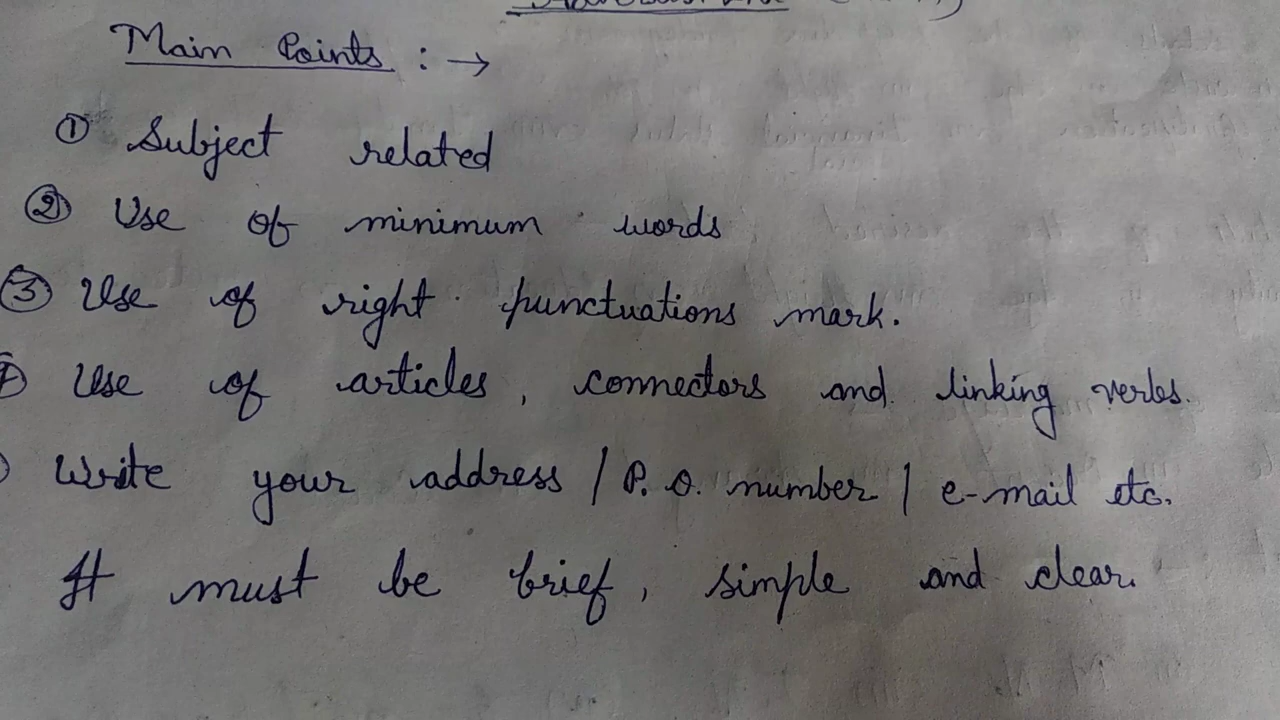 Main Points : →
① Subject related
② Use of minimum words
③ Use of right punctuations mark.
Use of articles, connectors and linking verbs.
Write your address / P. O. number / e-mail etc.
It must be brief, simple and clear.